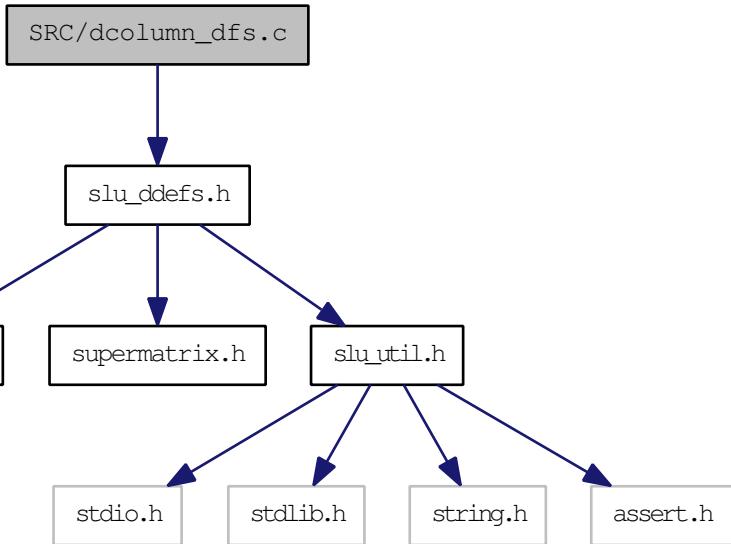 SRC/dcolumn_dfs.c
slu_ddefs.h
supermatrix.h
slu_util.h
stdio.h
stdlib.h
string.h
assert.h